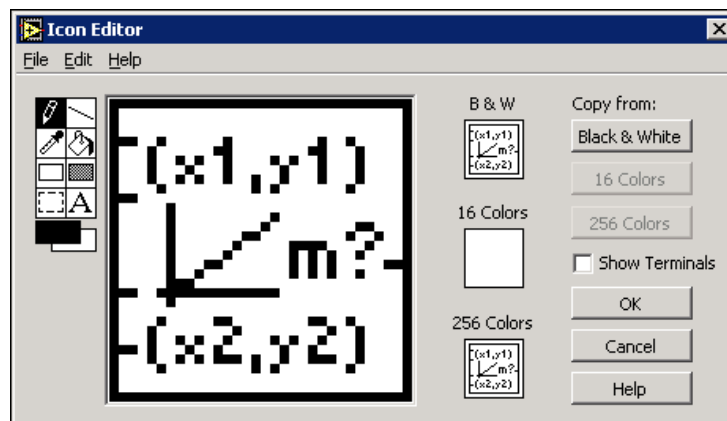 Icon Editor
File Edit Help
B & W
Copy from:
(x1,y1)
m?
(x2,y2)
Black & White
16 Colors
16 Colors
256 Colors
Show Terminals
OK
256 Colors
Cancel
Help
A
(x1,y1)
m?
(x2,y2)
(x1,y1)
m?
(x2,y2)